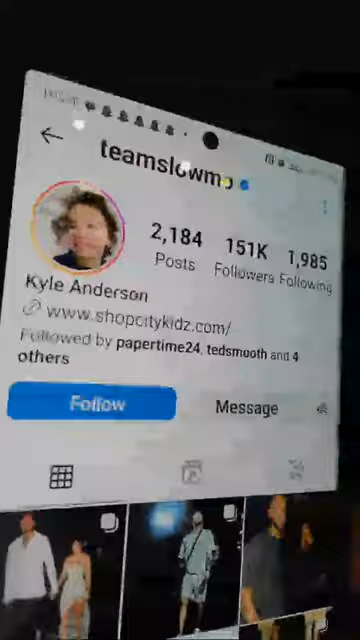 teamslowmo
2,184 151K 1,985
Posts Followers Following
Kyle Anderson
www.shopcitykidz.com/
Followed by papertime24, tedsmooth and 4
others
Follow Message